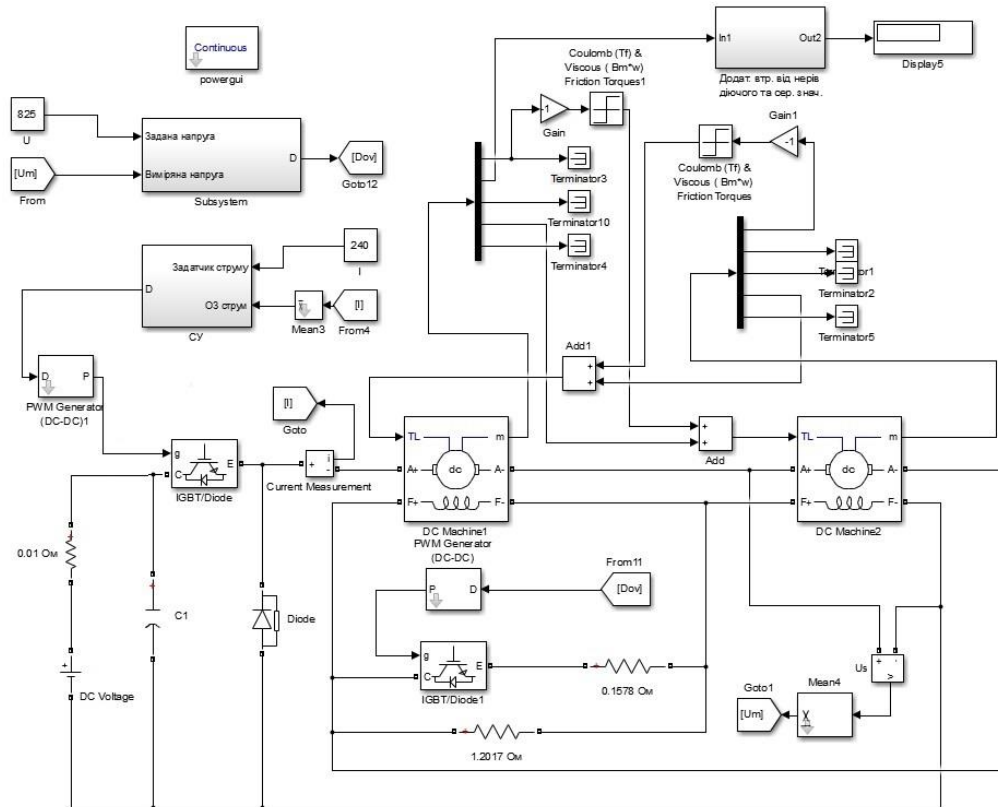 Continuous
powergui
825
U
[Um]
From
Задана напруга
Виміряна напруга
D
Subsystem
[Dov]
Goto12
Coulomb (Tf) &
Viscous ( Bm*w)
Friction Torques1
-1
Gain
In1
Out2
Додат. втр. від нерів
діючого та сер. знач.
Display5
Gain1
-1
Coulomb (Tf) &
Viscous ( Bm*w)
Friction Torques
Terminator3
Terminator10
Terminator4
Terminator2
Terminator5
Задатчик струму
ОЗ струм
D
СУ
240
I
Mean3
[I]
From4
D
P
PWM Generator
(DC-DC)1
[I]
Goto
Add1
+
+
g
C
E
IGBT/Diode
+
-
i
Current Measurement
TL
m
A+
dc
A-
F+
F-
DC Machine1
+
+
Add
TL
m
A+
dc
A-
F+
F-
DC Machine2
PWM Generator
(DC-DC)
P
D
From11
[Dov]
0.01 Ом
+
C1
+
Diode
+
DC Voltage
g
C
E
IGBT/Diode1
+
0.1578 Ом
+
1.2017 Ом
+
-
Us
Goto1
[Um]
Mean4